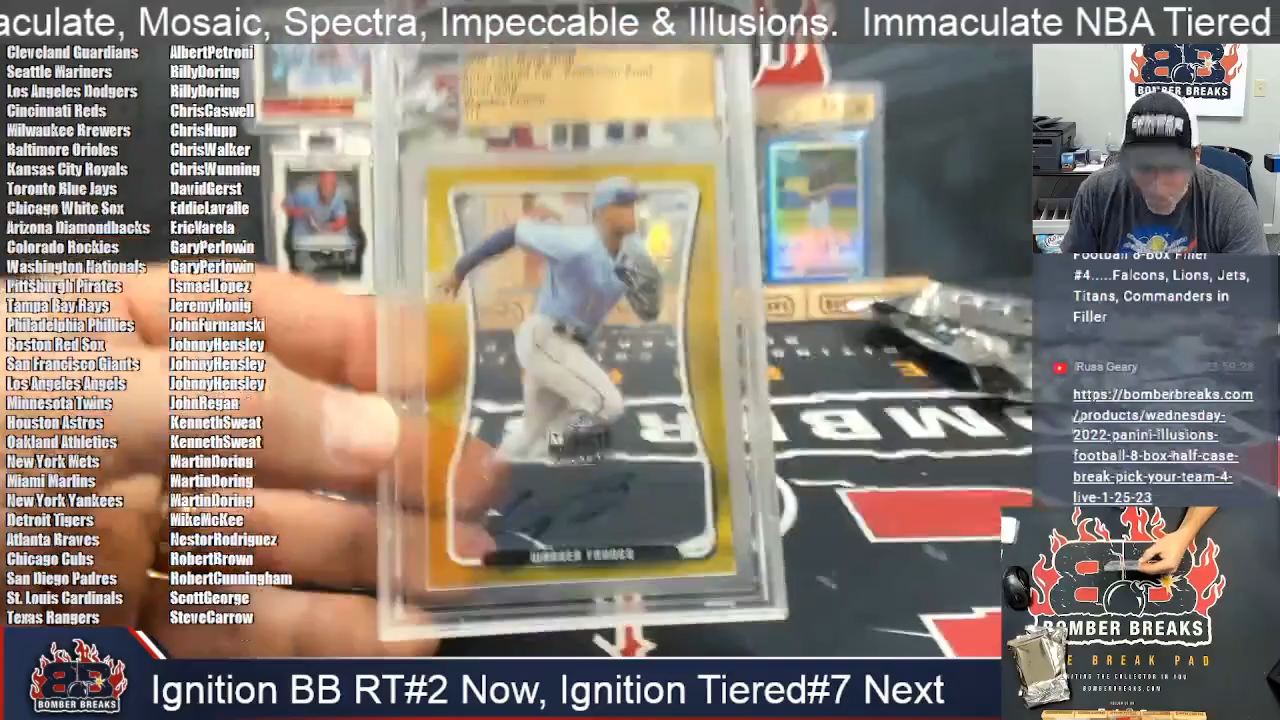 aculate, Mosaic, Spectra, Impeccable & Illusions. Immaculate NBA Tiered
Cleveland Guardians AlbertPetroni
Seattle Mariners BillyDoring
Los Angeles Dodgers BillyDoring
Cincinnati Reds ChrisCaswell
Milwaukee Brewers ChrisHupp
Baltimore Orioles ChrisWalker
Kansas City Royals ChrisWunning
Toronto Blue Jays DavidGerst
Chicago White Sox EddieLavalle
Arizona Diamondbacks EricVarela
Colorado Rockies GaryPerlowin
Washington Nationals GaryPerlowin
Pittsburgh Pirates IsmaelLopez
Tampa Bay Rays JeremyHonig
Philadelphia Phillies JohnFurmanski
Boston Red Sox JohnnyHensley
San Francisco Giants JohnnyHensley
Los Angeles Angels JohnnyHensley
Minnesota Twins JohnRegan
Houston Astros KennethSweat
Oakland Athletics KennethSweat
New York Mets MartinDoring
Miami Marlins MartinDoring
New York Yankees MartinDoring
Detroit Tigers MikeMcKee
Atlanta Braves NestorRodriguez
Chicago Cubs RobertBrown
San Diego Padres RobertCunningham
St. Louis Cardinals ScottGeorge
Texas Rangers SteveGarrow
BOMBER BREAKS
Football 8-Box Filler
#4.....Falcons, Lions, Jets,
Titans, Commanders in
Filler
Russ Geary
https://bomberbreaks.com
/products/wednesday-
2022-panini-illusions-
football-8-box-half-case-
break-pick-your-team-4-
live-1-25-23
BOMBER BREAKS
E BREAK PAD
BOMBERBREAKS.COM
BOMBER BREAKS
Ignition BB RT#2 Now, Ignition Tiered#7 Next